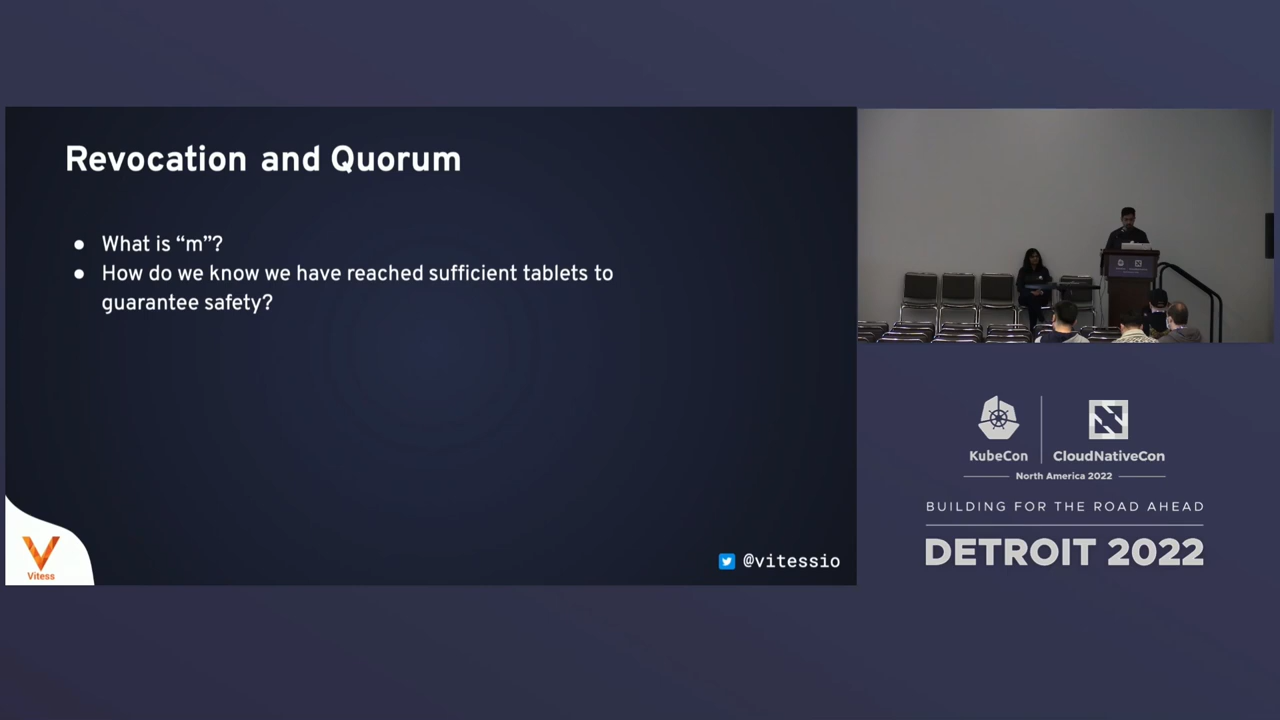 Revocation and Quorum
● What is “m”?
● How do we know we have reached sufficient tablets to
guarantee safety?
Vitess
@vitessio
KubeCon
CloudNativeCon
North America 2022
BUILDING FOR THE ROAD AHEAD
DETROIT 2022